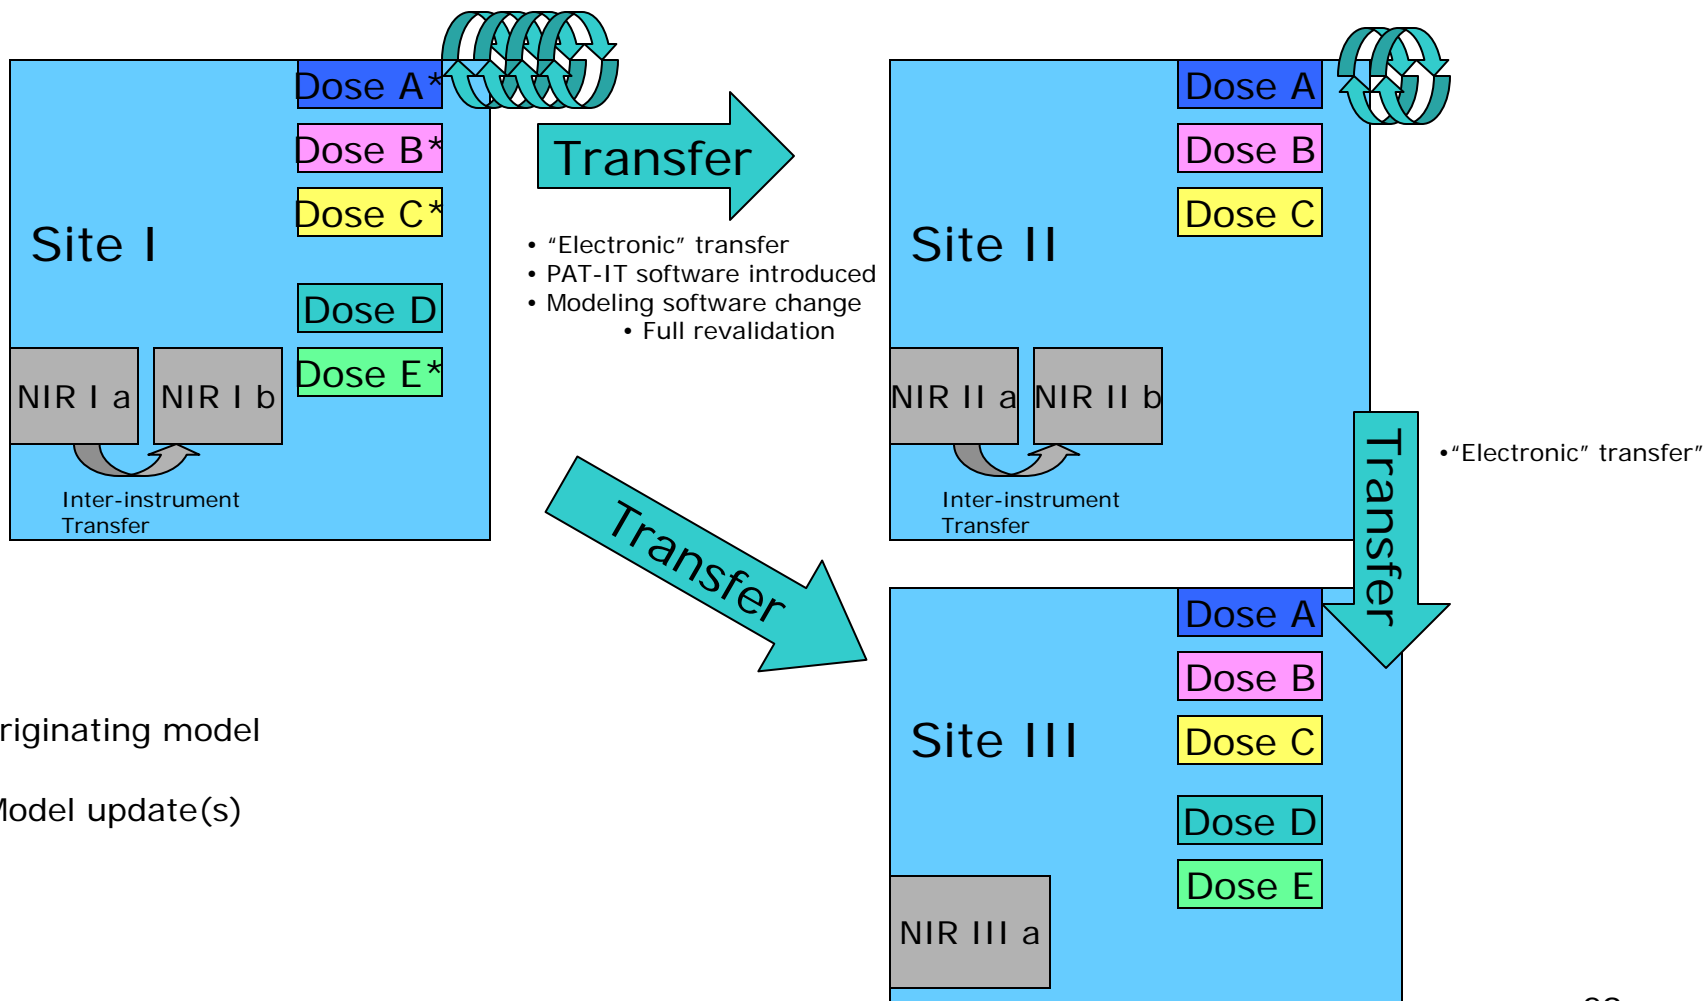 Dose A*
Dose B*
Dose C*
Site I
Dose D
Dose E*
NIR I a
NIR I b
Inter-instrument
Transfer
Transfer
• “Electronic” transfer
• PAT-IT software introduced
• Modeling software change
• Full revalidation
Dose A
Dose B
Dose C
Site II
NIR II a
NIR II b
Inter-instrument
Transfer
Transfer
•“Electronic” transfer”
Transfer
Dose A
Dose B
Dose C
Site III
Dose D
Dose E
NIR III a
riginating model
Model update(s)